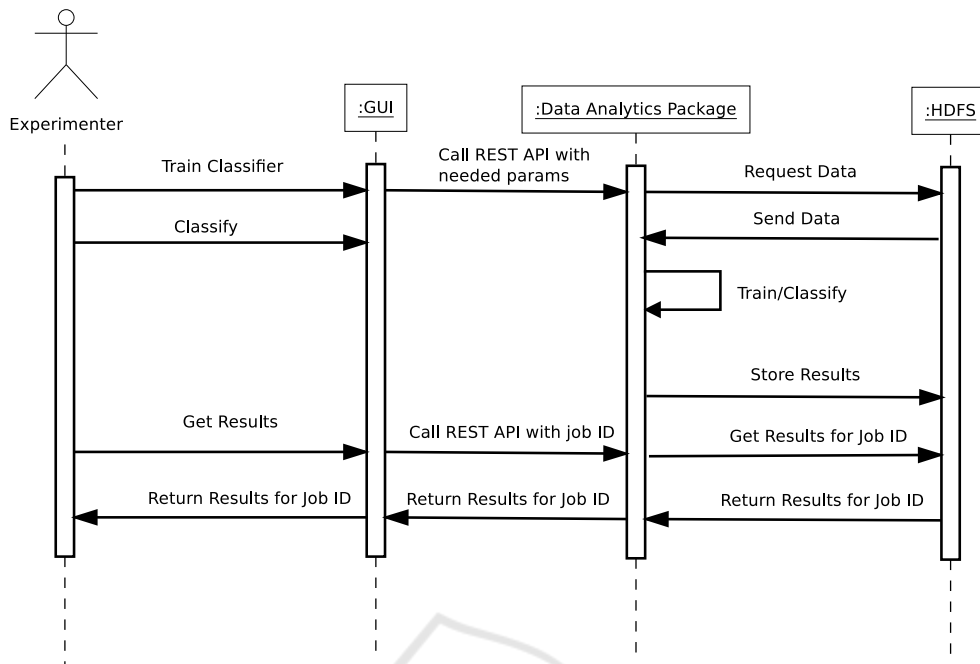 Experimenter
:GUI
:Data Analytics Package
:HDFS
Train Classifier
Call REST API with
needed params
Request Data
Classify
Send Data
Train/Classify
Store Results
Get Results
Call REST API with job ID
Get Results for Job ID
Return Results for Job ID
Return Results for Job ID
Return Results for Job ID